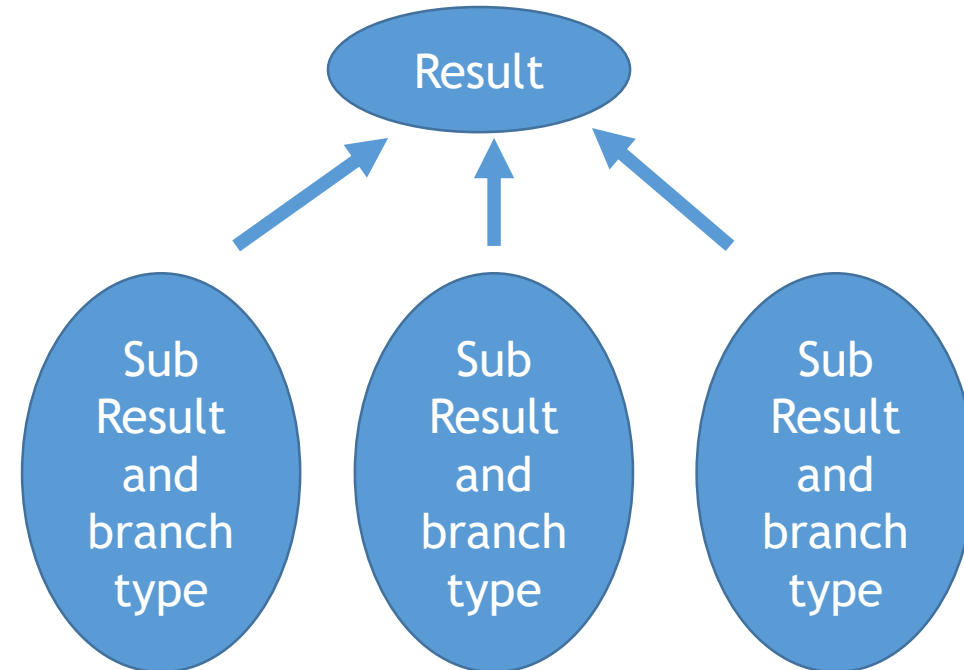 Result
Sub
Result
and
branch
type
Sub
Result
and
branch
type
Sub
Result
and
branch
type